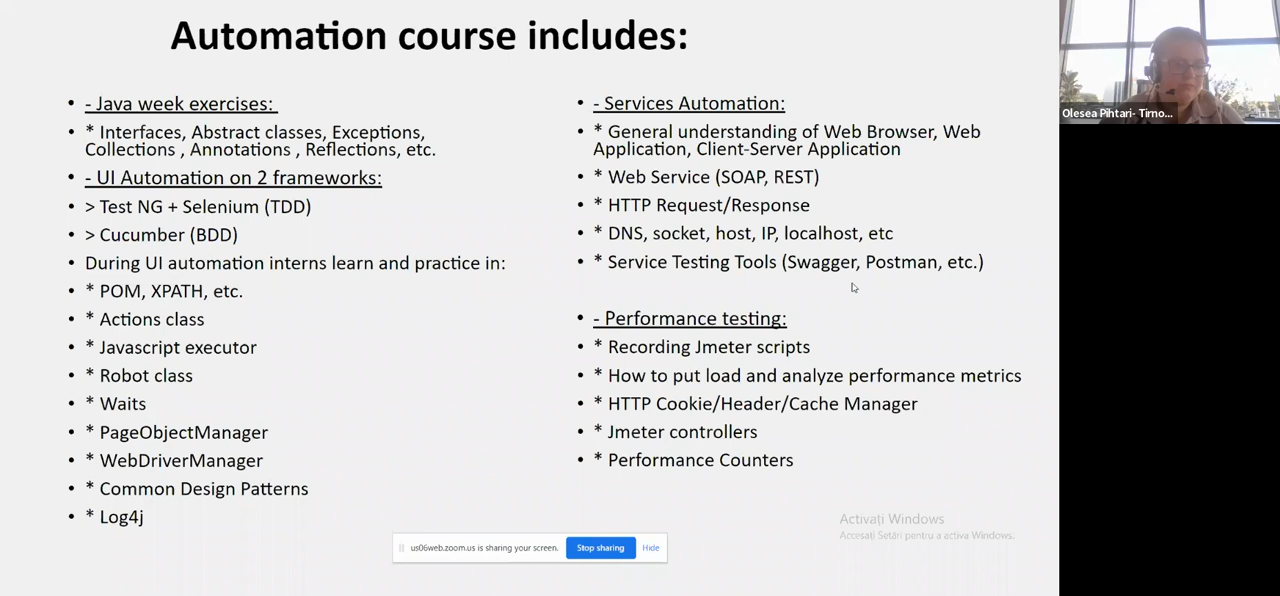 Automation course includes:
• - Java week exercises:
• * Interfaces, Abstract classes, Exceptions,
Collections , Annotations , Reflections, etc.
• - UI Automation on 2 frameworks:
• > Test NG + Selenium (TDD)
• > Cucumber (BDD)
• During UI automation interns learn and practice in:
• * POM, XPATH, etc.
• * Actions class
• * Javascript executor
• * Robot class
• * Waits
• * PageObjectManager
• * WebDriverManager
• * Common Design Patterns
• * Log4j
• - Services Automation:
• * General understanding of Web Browser, Web
Application, Client-Server Application
• * Web Service (SOAP, REST)
• * HTTP Request/Response
• * DNS, socket, host, IP, localhost, etc
• * Service Testing Tools (Swagger, Postman, etc.)
• - Performance testing:
• * Recording Jmeter scripts
• * How to put load and analyze performance metrics
• * HTTP Cookie/Header/Cache Manager
• * Jmeter controllers
• * Performance Counters
Activați Windows
Accesați Setări pentru a activa Windows.
us06web.zoom.us is sharing your screen. Stop sharing Hide
Olesea Pihtari- Timo...